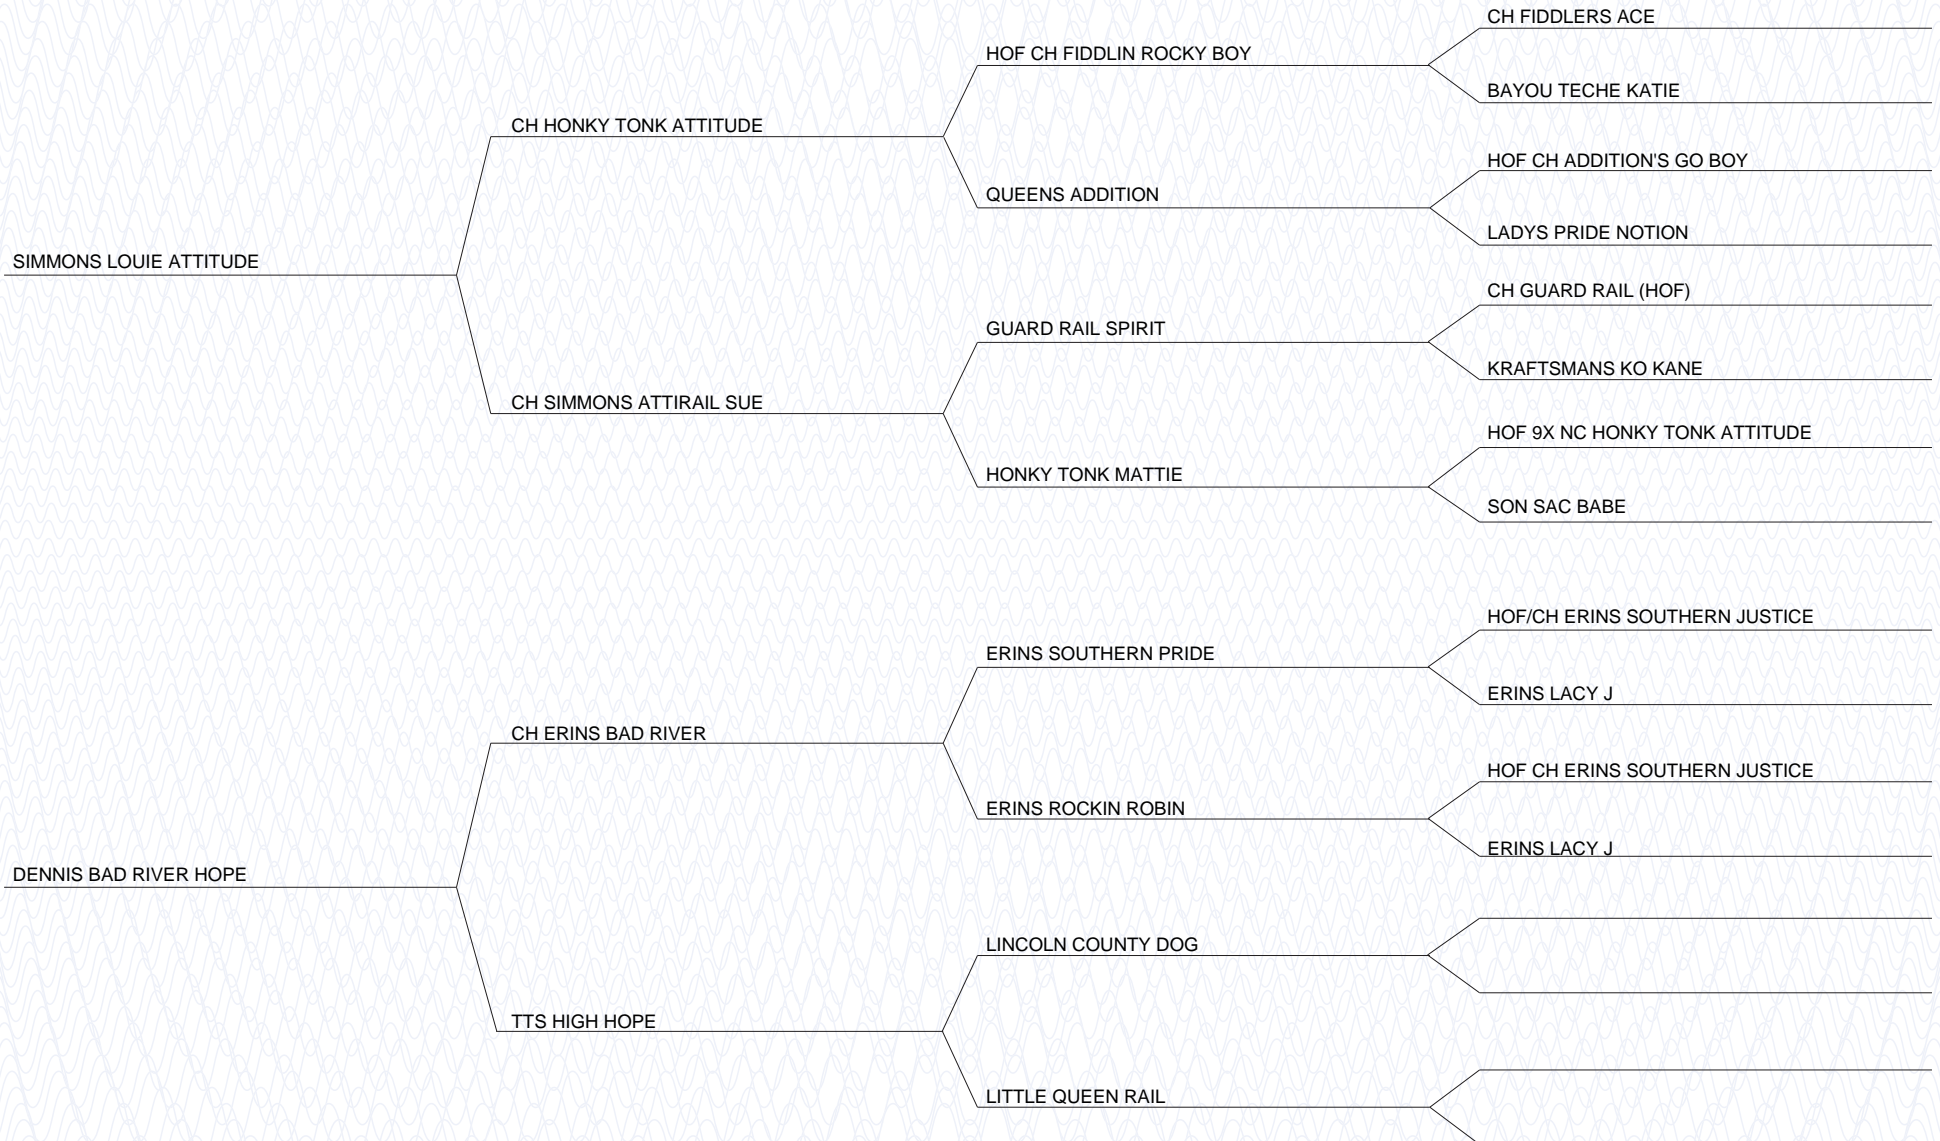 CH FIDDLERS ACE
HOF CH FIDDLIN ROCKY BOY
BAYOU TECHE KATIE
CH HONKY TONK ATTITUDE
HOF CH ADDITION'S GO BOY
QUEENS ADDITION
LADYS PRIDE NOTION
SIMMONS LOUIE ATTITUDE
CH GUARD RAIL (HOF)
GUARD RAIL SPIRIT
KRAFTSMANS KO KANE
CH SIMMONS ATTIRAIL SUE
HOF 9X NC HONKY TONK ATTITUDE
HONKY TONK MATTIE
SON SAC BABE
HOF/CH ERINS SOUTHERN JUSTICE
ERINS SOUTHERN PRIDE
ERINS LACY J
CH ERINS BAD RIVER
HOF CH ERINS SOUTHERN JUSTICE
ERINS ROCKIN ROBIN
ERINS LACY J
DENNIS BAD RIVER HOPE
LINCOLN COUNTY DOG
TTS HIGH HOPE
LITTLE QUEEN RAIL